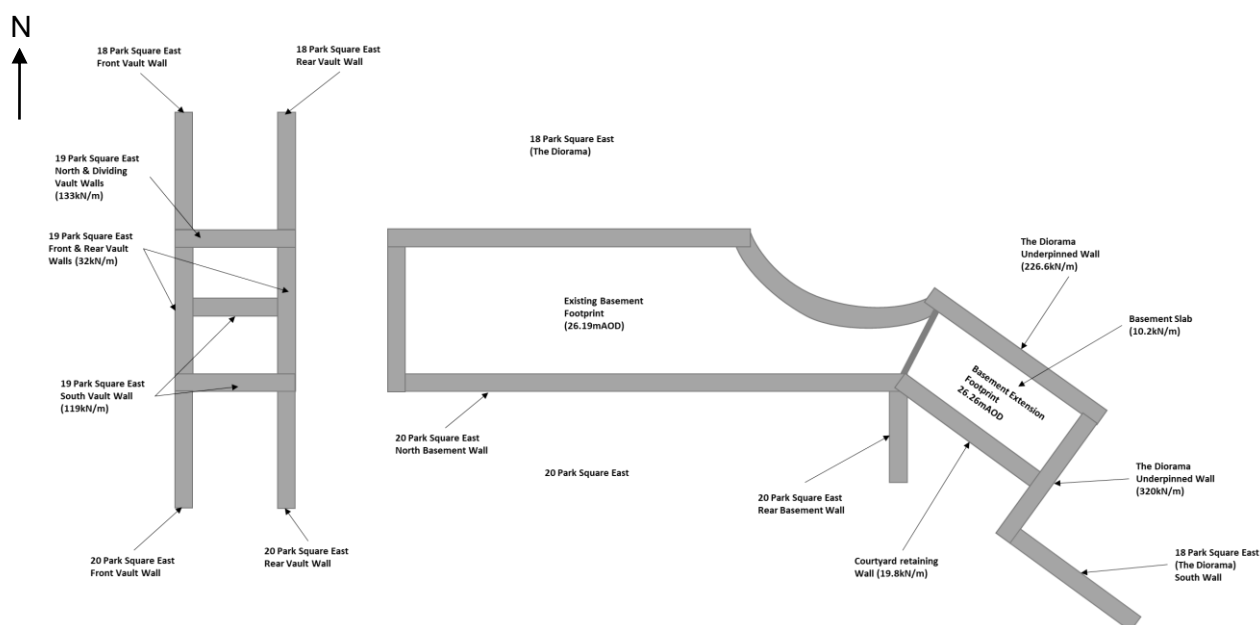 N
18 Park Square East
Front Vault Wall
18 Park Square East
Rear Vault Wall
18 Park Square East
(The Diorama)
19 Park Square East
North & Dividing
Vault Walls
(133kN/m)
19 Park Square East
Front & Rear Vault
Walls (32kN/m)
The Diorama
Underpinned Wall
(226.6kN/m)
Existing Basement
Footprint
(26.19mAOD)
Basement Slab
(10.2kN/m)
Basement Extension
Footprint
26.26mAOD
19 Park Square East
South Vault Wall
(119kN/m)
20 Park Square East
North Basement Wall
20 Park Square East
The Diorama
Underpinned Wall
(320kN/m)
20 Park Square East
Rear Basement Wall
20 Park Square East
Front Vault Wall
20 Park Square East
Rear Vault Wall
Courtyard retaining
Wall (19.8kN/m)
18 Park Square East
(The Diorama)
South Wall